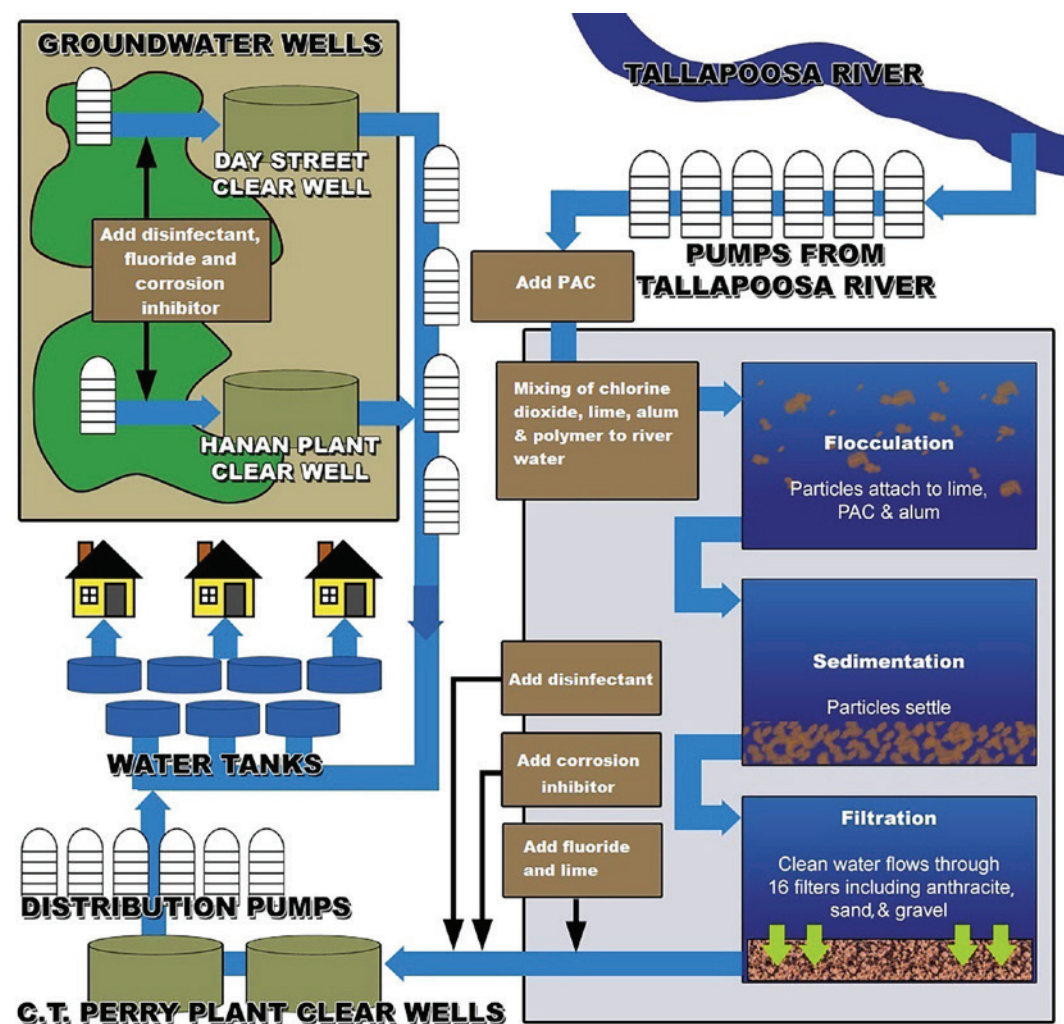 GROUNDWATER WELLS
DAY STREET
CLEAR WELL
Add disinfectant,
fluoride and
corrosion
inhibitor
HANAN PLANT
CLEAR WELL
TALLAPOOSA RIVER
PUMPS FROM
TALLAPOOSA RIVER
Add PAC
Mixing of chlorine
dioxide, lime, alum
& polymer to river
water
Flocculation
Particles attach to lime,
PAC & alum
Sedimentation
Particles settle
Filtration
Clean water flows through
16 filters including anthracite,
sand, & gravel
Add disinfectant
Add corrosion
inhibitor
Add fluoride
and lime
WATER TANKS
DISTRIBUTION PUMPS
C.T. PERRY PLANT CLEAR WELLS